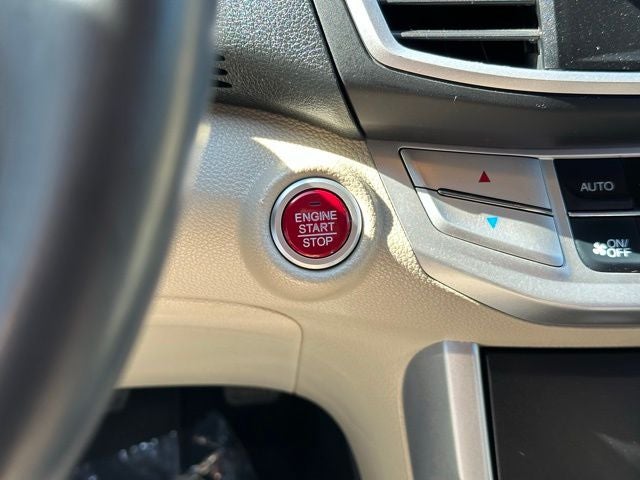 ENGINE
START
STOP
AUTO
ON/
OFF